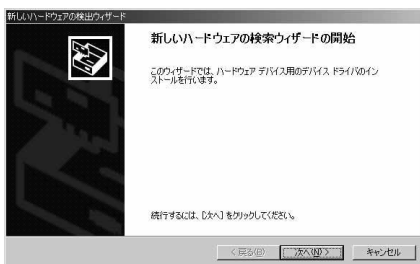 新しいハードウェアの検出ウィザード
新しいハードウェアの検索ウィザードの開始
このウィザードでは、ハードウェア デバイス用のデバイス ドライバのイン
ストールを行います。
続行するには、[次へ] をクリックしてください。
< 戻る(B) 次へ(N) > キャンセル